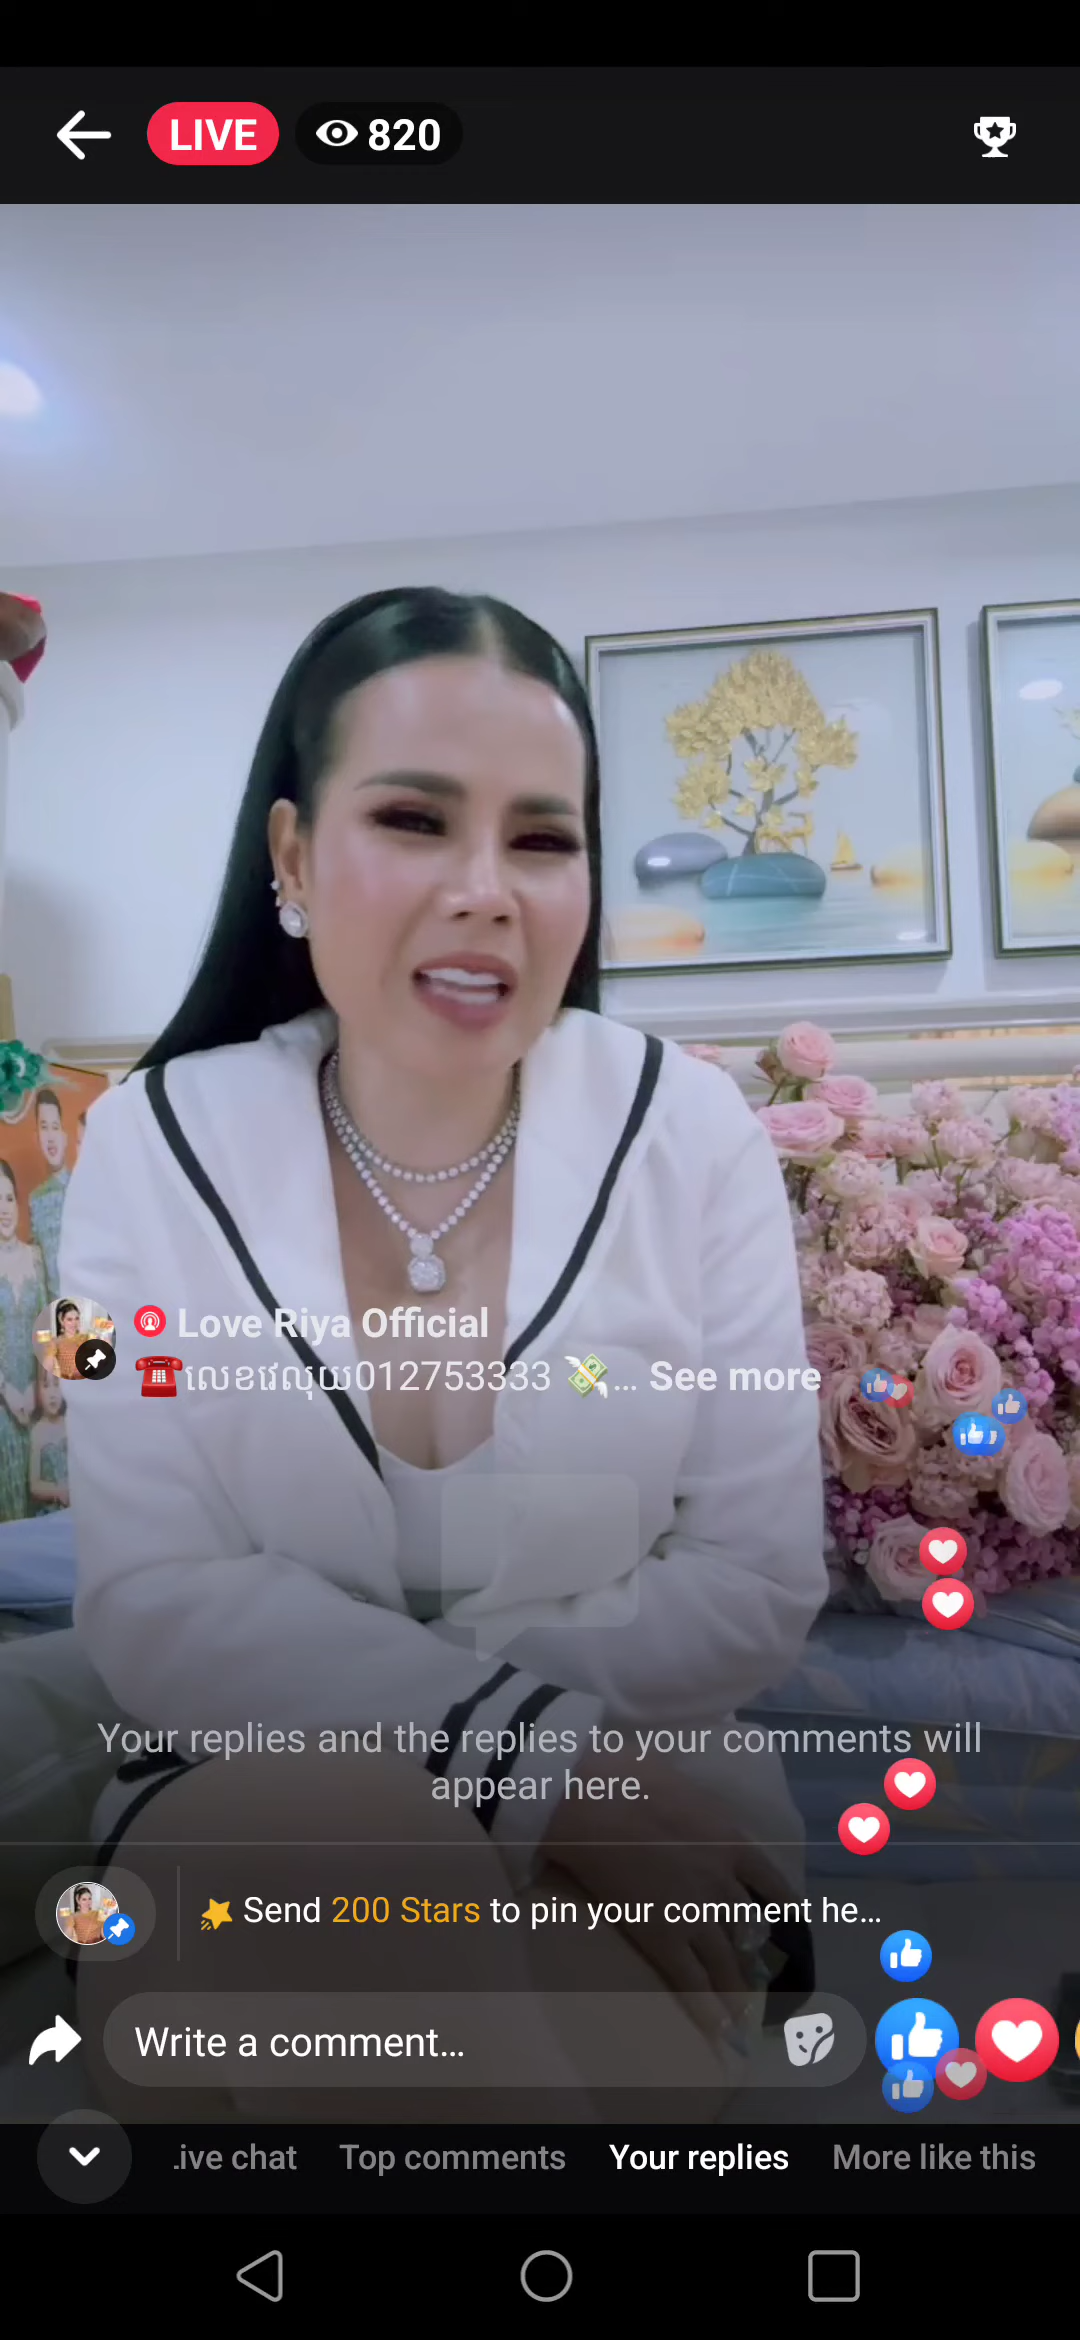 LIVE 820
Love Riya Official
☎️លេខវេលុយ012753333 💸... See more
Your replies and the replies to your comments will
appear here.
Send 200 Stars to pin your comment he...
Write a comment...
.ive chat Top comments Your replies More like this